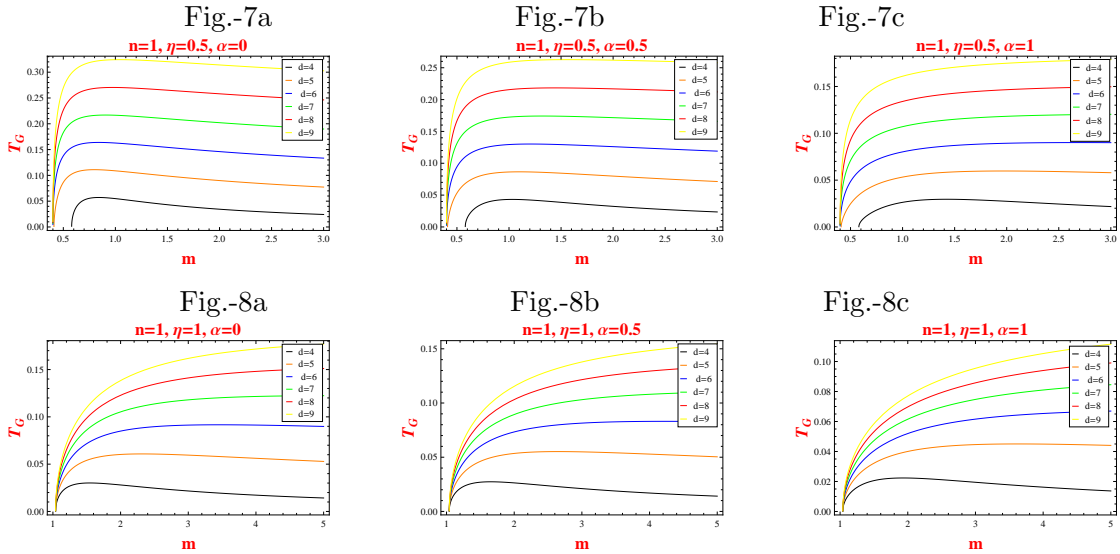 Fig.-7a
n=1, η=0.5, α=0
0.30
0.25
0.20
0.15
0.10
0.05
0.00
T_G
0.5 1.0 1.5 2.0 2.5 3.0
m
d=4
d=5
d=6
d=7
d=8
d=9
Fig.-7b
n=1, η=0.5, α=0.5
0.25
0.20
0.15
0.10
0.05
0.00
T_G
0.5 1.0 1.5 2.0 2.5 3.0
m
d=4
d=5
d=6
d=7
d=8
d=9
Fig.-7c
n=1, η=0.5, α=1
0.15
0.10
0.05
0.00
T_G
0.5 1.0 1.5 2.0 2.5 3.0
m
d=4
d=5
d=6
d=7
d=8
d=9
Fig.-8a
n=1, η=1, α=0
0.15
0.10
0.05
0.00
T_G
1 2 3 4 5
m
d=4
d=5
d=6
d=7
d=8
d=9
Fig.-8b
n=1, η=1, α=0.5
0.15
0.10
0.05
0.00
T_G
1 2 3 4 5
m
d=4
d=5
d=6
d=7
d=8
d=9
Fig.-8c
n=1, η=1, α=1
0.10
0.08
0.06
0.04
0.02
0.00
T_G
1 2 3 4 5
m
d=4
d=5
d=6
d=7
d=8
d=9